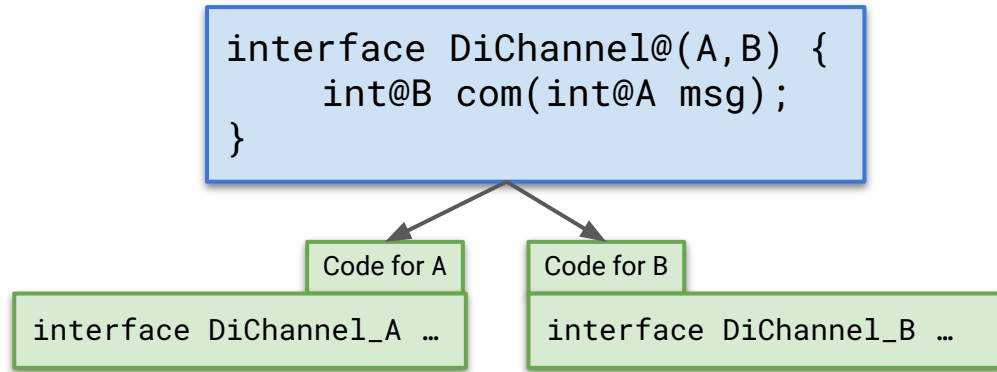 interface DiChannel@(A,B) {
    int@B com(int@A msg);
}
Code for A
Code for B
interface DiChannel_A …
interface DiChannel_B …